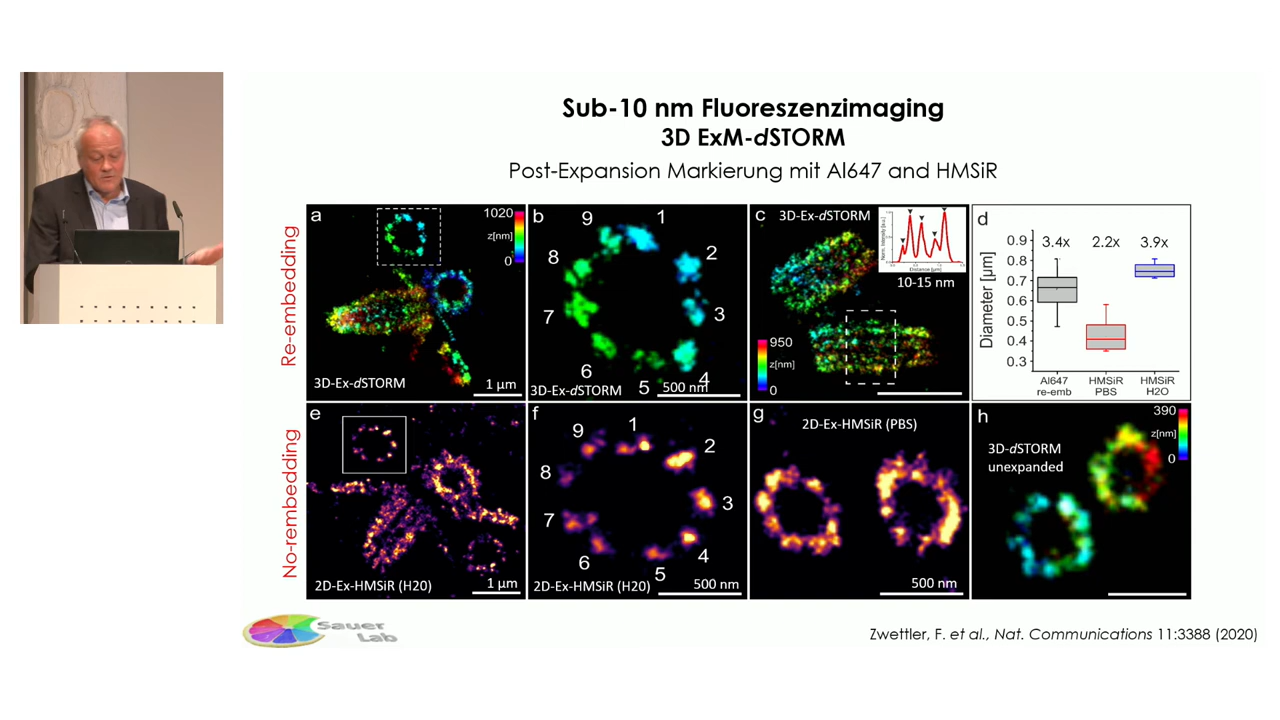 Sub-10 nm Fluoreszenzimaging
3D ExM-dSTORM
Post-Expansion Markierung mit Al647 and HMSiR
Re-embedding
a
1020
z[nm]
0
3D-Ex-dSTORM
1 μm
b
9
1
8
2
7
3
6
5
4
3D-Ex-dSTORM
500 nm
c
3D-Ex-dSTORM
10-15 nm
950
z[nm]
0
d
3.4x 2.2x 3.9x
Diameter [μm]
0.9
0.8
0.7
0.6
0.5
0.4
0.3
Al647 re-emb
HMSiR PBS
HMSiR H2O
No-rembedding
e
2D-Ex-HMSiR (H20)
1 μm
f
9
1
8
2
7
3
6
5
4
2D-Ex-HMSiR (H20)
500 nm
g
2D-Ex-HMSiR (PBS)
500 nm
h
3D-dSTORM
unexpanded
390
z[nm]
0
Sauer
Lab
Zwettler, F. et al., Nat. Communications 11:3388 (2020)